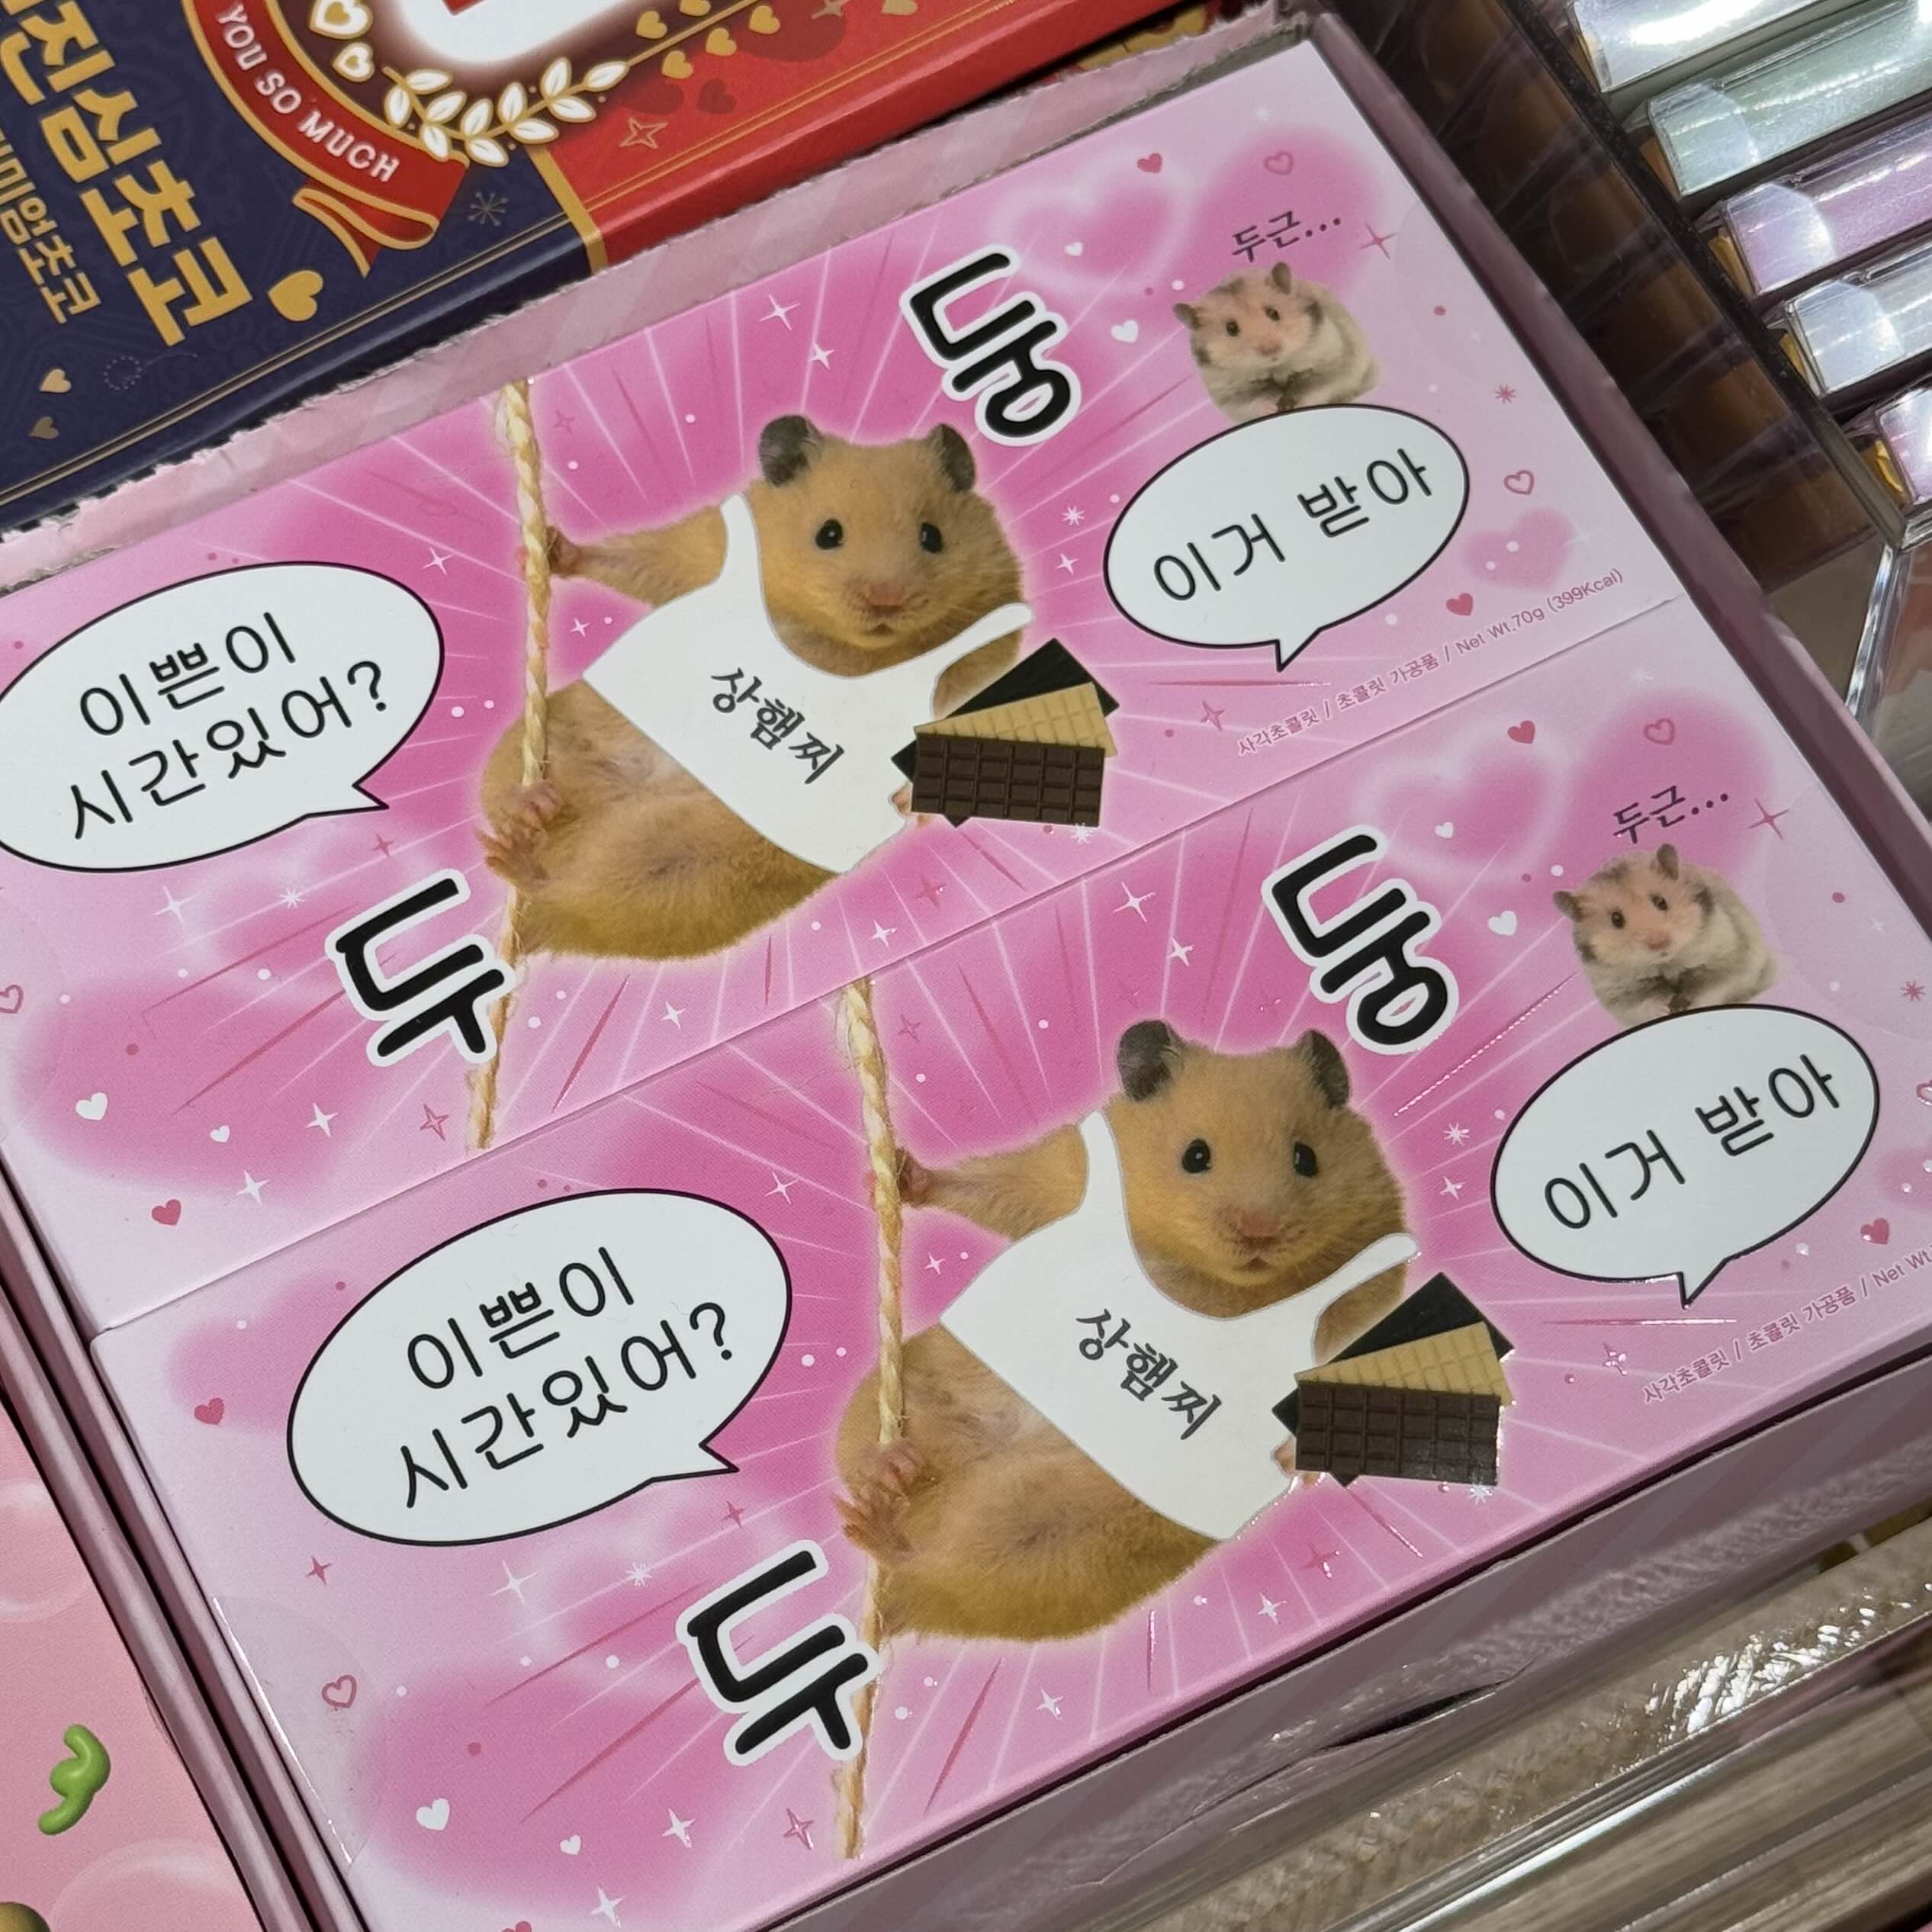 진심초코
YOU SO MUCH
두근...
둥
이쁜이
시간있어?
이거 받아
상햄찌
두
사각초콜릿 / 초콜릿 가공품 / Net Wt.70g (399Kcal)
두근...
둥
이쁜이
시간있어?
이거 받아
상햄찌
두
사각초콜릿 / 초콜릿 가공품 / Net Wt.